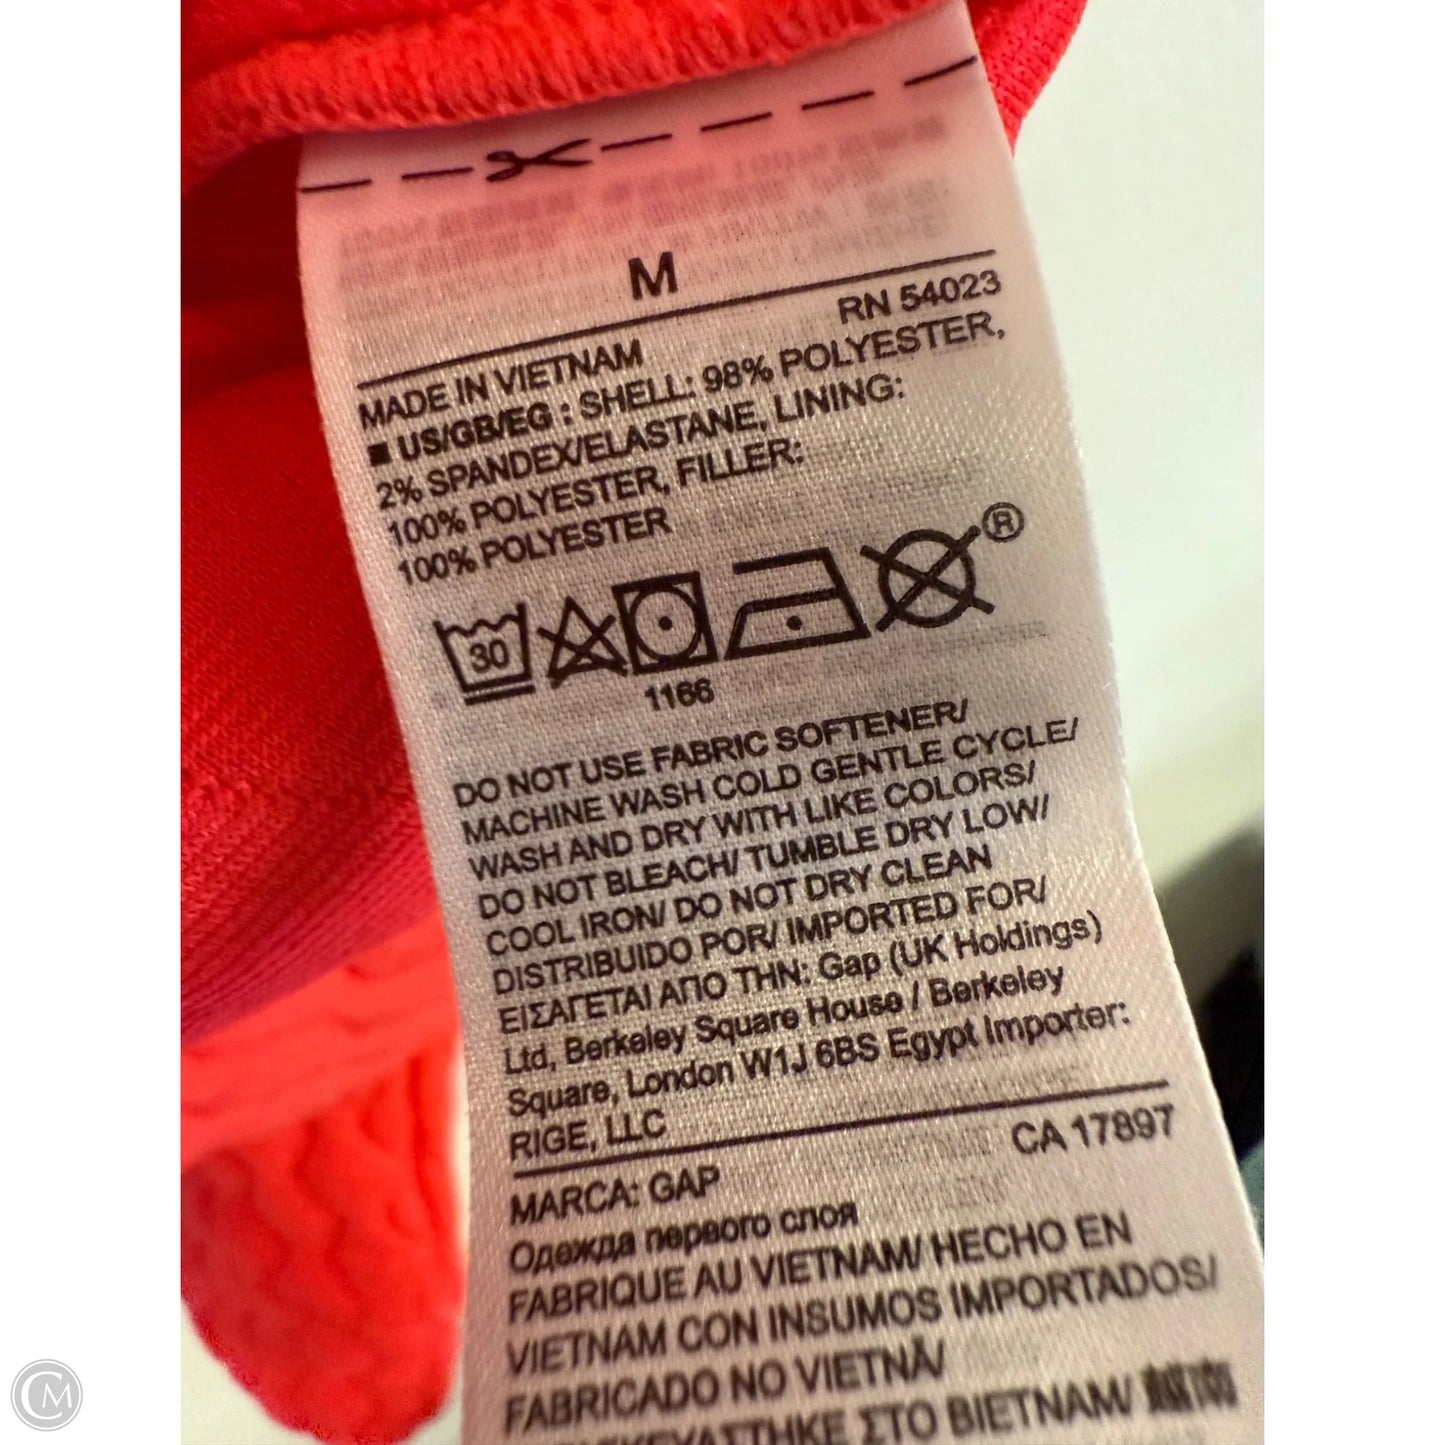 M
RN 54023
MADE IN VIETNAM
■ US/GB/EG : SHELL: 98% POLYESTER,
2% SPANDEX/ELASTANE, LINING:
100% POLYESTER, FILLER:
100% POLYESTER
30
®
1166
DO NOT USE FABRIC SOFTENER/
MACHINE WASH COLD GENTLE CYCLE/
WASH AND DRY WITH LIKE COLORS/
DO NOT BLEACH/ TUMBLE DRY LOW/
COOL IRON/ DO NOT DRY CLEAN
DISTRIBUIDO POR/ IMPORTED FOR/
ΕΙΣΑΓΕΤΑΙ ΑΠΟ ΤΗΝ: Gap (UK Holdings)
Ltd, Berkeley Square House / Berkeley
Square, London W1J 6BS Egypt Importer:
RIGE, LLC
CA 17897
MARCA: GAP
Одежда первого слоя
FABRIQUE AU VIETNAM/ HECHO EN
VIETNAM CON INSUMOS IMPORTADOS/
FABRICADO NO VIETNÃ/
ΣΤΟ ΒΙΕΤΝΑΜ/
CM